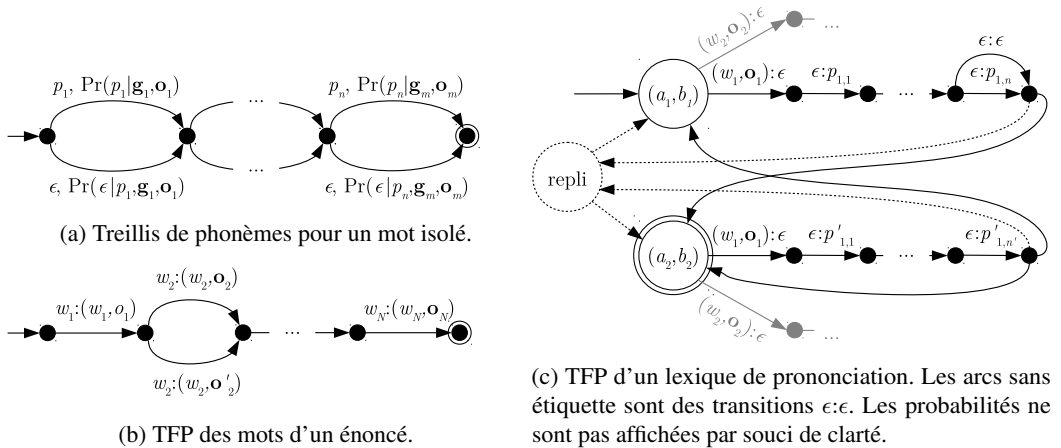 p₁, Pr(p₁|g₁,o₁)
...
pₙ, Pr(pₙ|gₘ,oₘ)
ϵ, Pr(ϵ|p₁,g₁,o₁)
...
ϵ, Pr(ϵ|pₙ,gₘ,oₘ)
(a) Treillis de phonèmes pour un mot isolé.
w₂:(w₂,o₂)
w₁:(w₁,o₁)
...
w_N:(w_N,o_N)
w₂:(w₂,o'₂)
(b) TFP des mots d'un énoncé.
(w₂,o₂):ϵ
...
ϵ:ϵ
(a₁,b₁)
(w₁,o₁):ϵ
ϵ:p₁,₁
...
ϵ:p₁,ₙ
repli
(a₂,b₂)
(w₁,o₁):ϵ
ϵ:p'₁,₁
...
ϵ:p'₁,ₙ'
(w₂,o₂):ϵ
...
(c) TFP d'un lexique de prononciation. Les arcs sans
étiquette sont des transitions ϵ:ϵ. Les probabilités ne
sont pas affichées par souci de clarté.